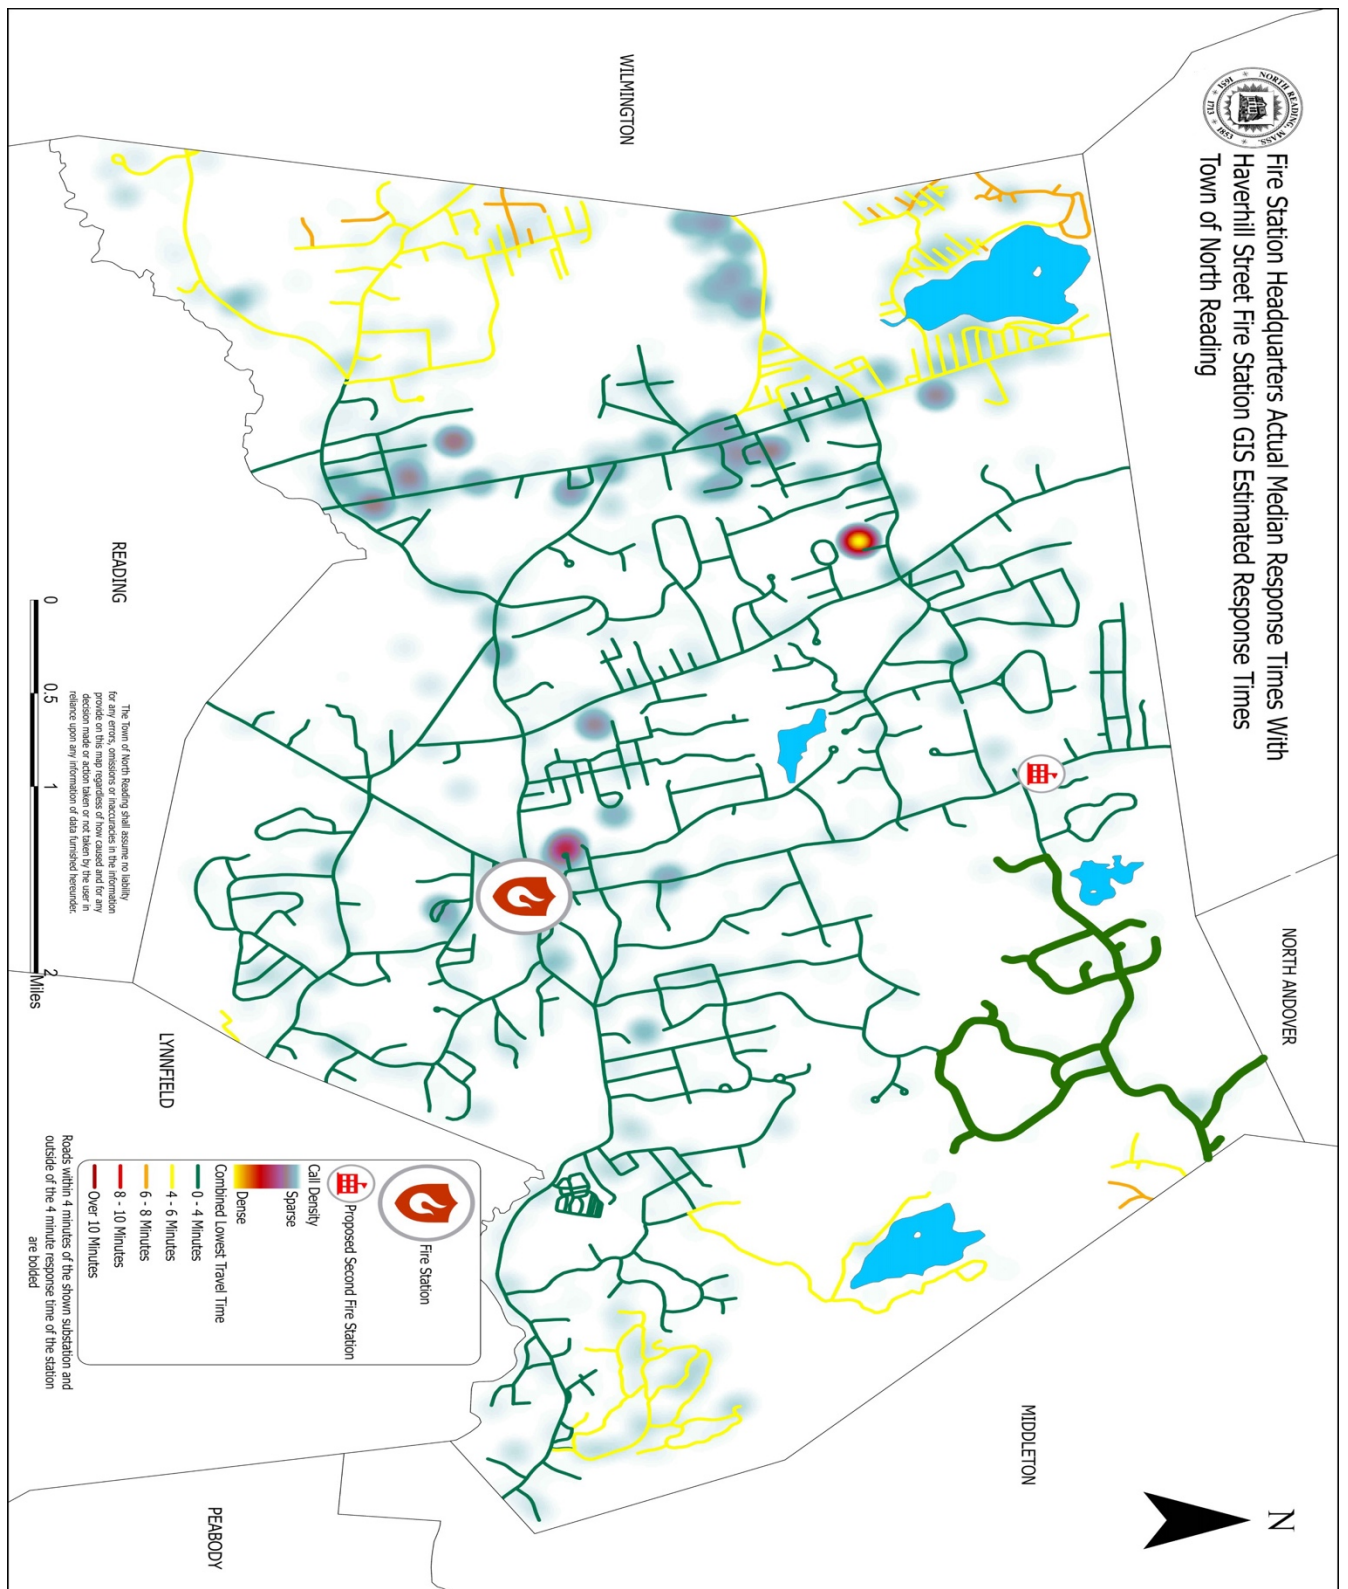 Fire Station Headquarters Actual Median Response Times With
Haverhill Street Fire Station GIS Estimated Response Times
Town of North Reading
NORTH READING, MASS.
1651 * 1713 * 1853
N
WILMINGTON
NORTH ANDOVER
MIDDLETON
READING
LYNNFIELD
PEABODY
The Town of North Reading shall assume no liability
for any errors, omissions or inaccuracies in the information
provide on this map regardless of how caused and for any
decision made or action taken or not taken by the user in
reliance upon any information of data furnished hereunder.
0 0.5 1 2
Miles
Fire Station
Proposed Second Fire Station
Call Density
Sparse
Dense
Combined Lowest Travel Time
0 - 4 Minutes
4 - 6 Minutes
6 - 8 Minutes
8 - 10 Minutes
Over 10 Minutes
Roads within 4 minutes of the shown substation and
outside of the 4 minute response time of the station
are bolded